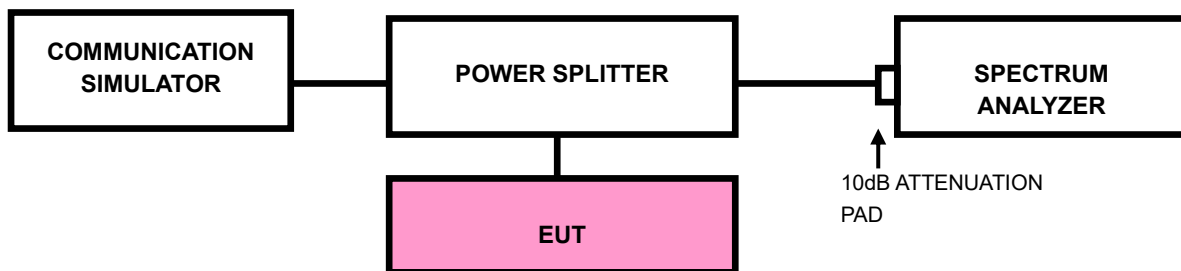 COMMUNICATION
SIMULATOR
POWER SPLITTER
SPECTRUM
ANALYZER
10dB ATTENUATION
PAD
EUT